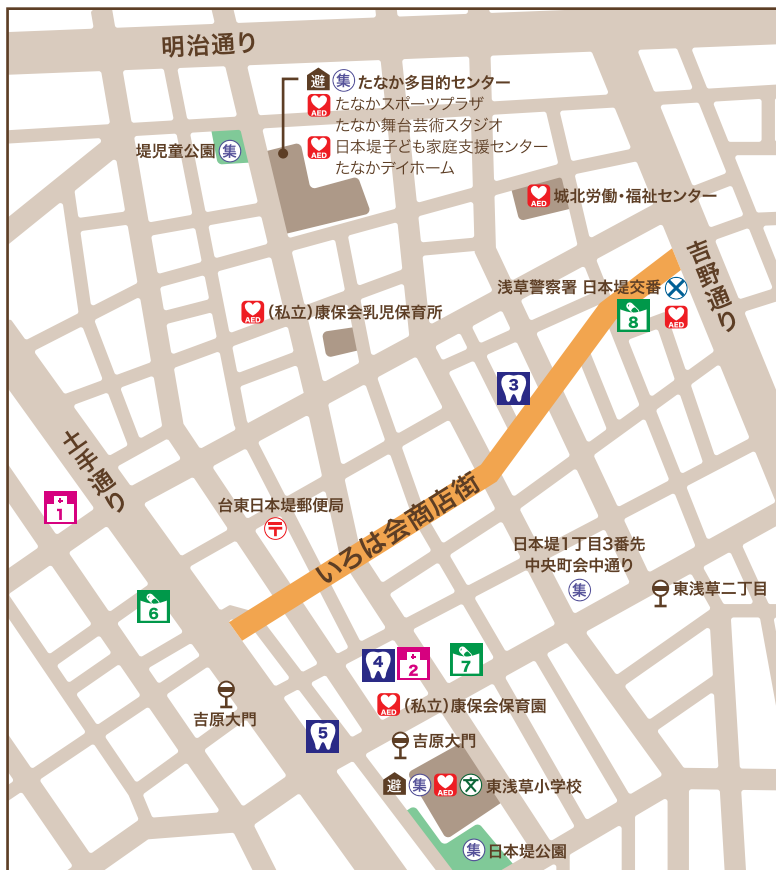 明治通り
避 集 たなか多目的センター
AED たなかスポーツプラザ
たなか舞台芸術スタジオ
AED 日本堤子ども家庭支援センター
たなかデイホーム
堤児童公園 集
AED 城北労働・福祉センター
吉野通り
浅草警察署 日本堤交番
8
AED
AED (私立)康保会乳児保育所
3
土手通り
1
台東日本堤郵便局
〒
いろは会商店街
日本堤1丁目3番先
中央町会中通り
集
東浅草二丁目
6
4
2
7
吉原大門
AED (私立)康保会保育園
5
吉原大門
避 集 AED 文 東浅草小学校
集 日本堤公園